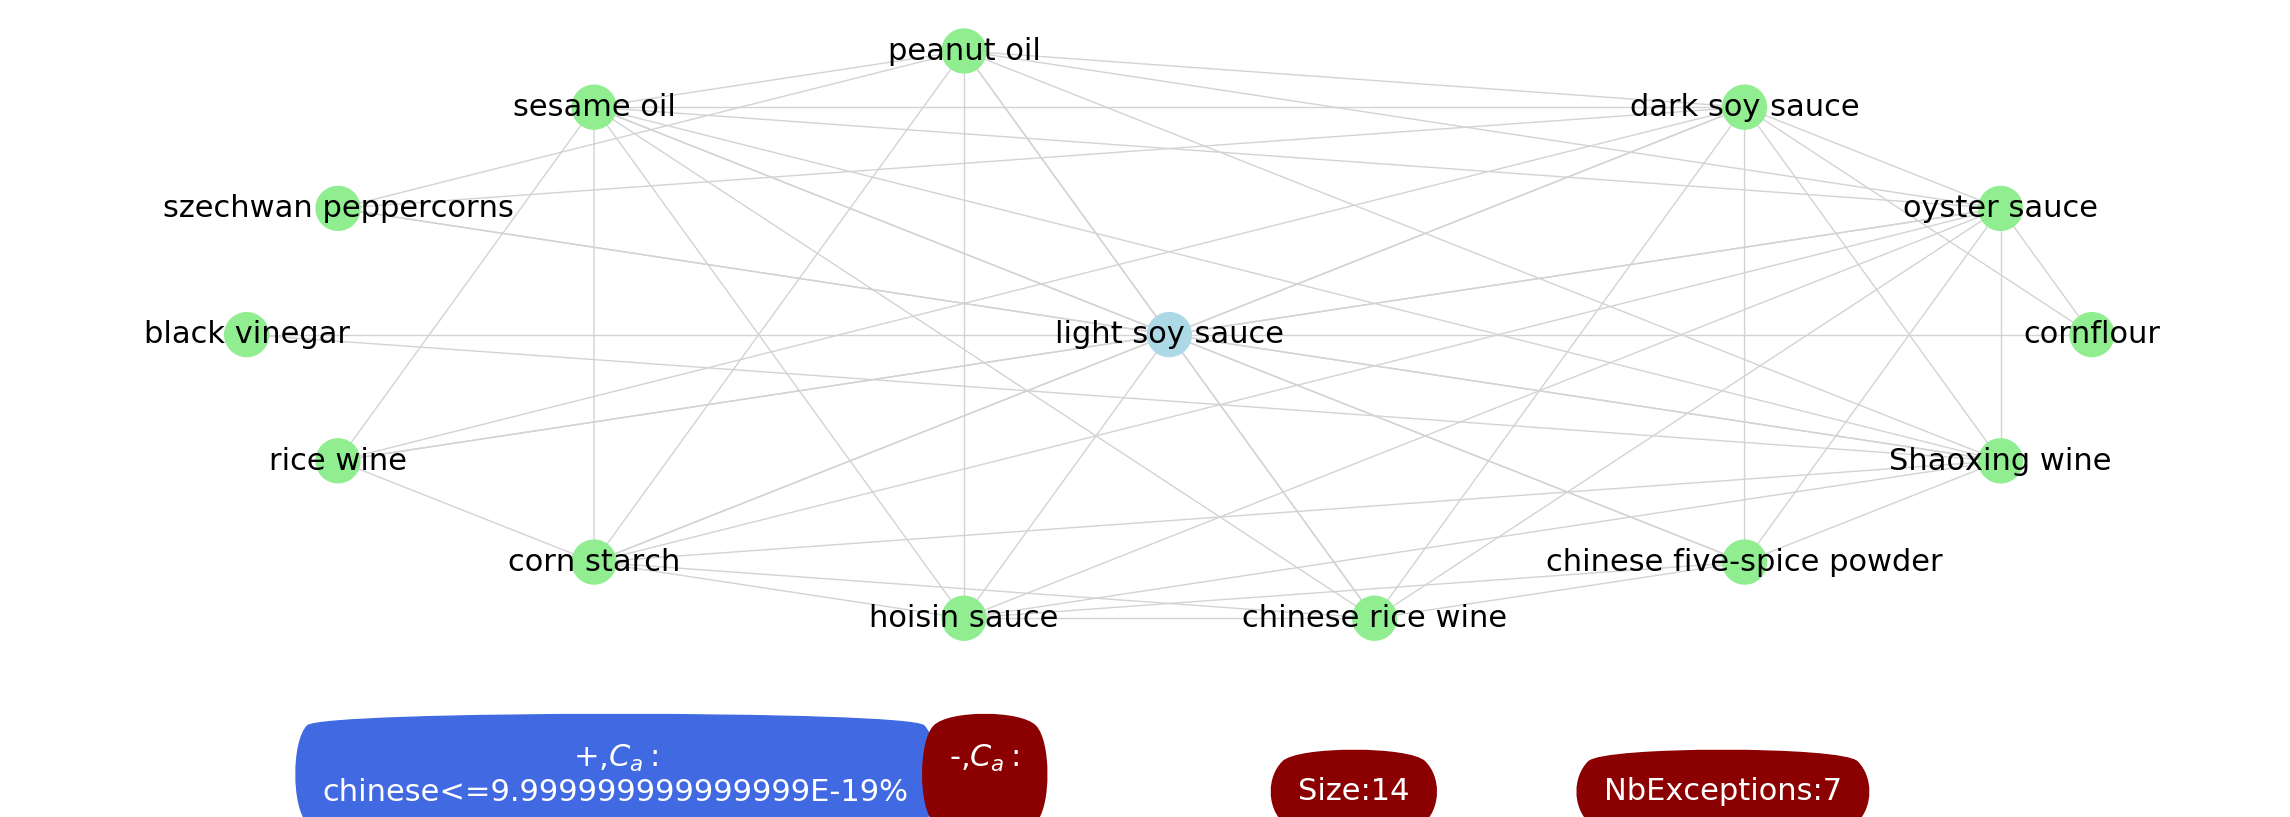 peanut oil
sesame oil
dark soy sauce
szechwan peppercorns
oyster sauce
black vinegar
light soy sauce
cornflour
rice wine
Shaoxing wine
corn starch
chinese five-spice powder
hoisin sauce
chinese rice wine
+,Cₐ :
chinese<=9.999999999999999E-19%
-,Cₐ :
Size:14
NbExceptions:7